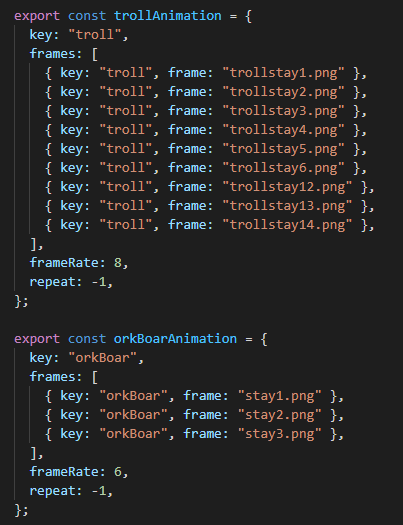 export const trollAnimation = {
  key: "troll",
  frames: [
    { key: "troll", frame: "trollstay1.png" },
    { key: "troll", frame: "trollstay2.png" },
    { key: "troll", frame: "trollstay3.png" },
    { key: "troll", frame: "trollstay4.png" },
    { key: "troll", frame: "trollstay5.png" },
    { key: "troll", frame: "trollstay6.png" },
    { key: "troll", frame: "trollstay12.png" },
    { key: "troll", frame: "trollstay13.png" },
    { key: "troll", frame: "trollstay14.png" },
  ],
  frameRate: 8,
  repeat: -1,
};

export const orkBoarAnimation = {
  key: "orkBoar",
  frames: [
    { key: "orkBoar", frame: "stay1.png" },
    { key: "orkBoar", frame: "stay2.png" },
    { key: "orkBoar", frame: "stay3.png" },
  ],
  frameRate: 6,
  repeat: -1,
};